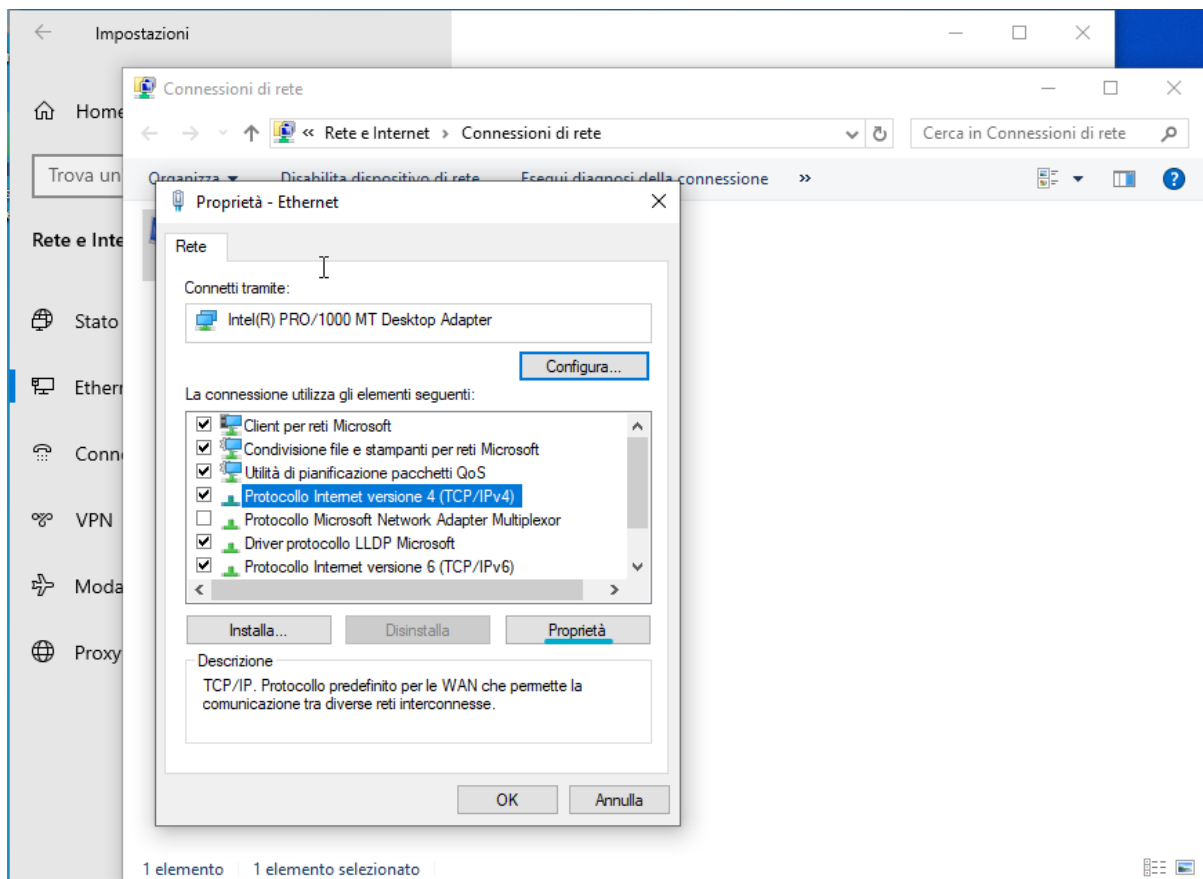 Impostazioni
Connessioni di rete
Home
« Rete e Internet › Connessioni di rete
Cerca in Connessioni di rete
Trova un
Organizza
Disabilita dispositivo di rete
Esegui diagnosi della connessione
»
Proprietà - Ethernet
Rete e Inte
Rete
Connetti tramite:
Intel(R) PRO/1000 MT Desktop Adapter
Stato
Configura...
Ethern
La connessione utilizza gli elementi seguenti:
Client per reti Microsoft
Condivisione file e stampanti per reti Microsoft
Conne
Utilità di pianificazione pacchetti QoS
Protocollo Internet versione 4 (TCP/IPv4)
VPN
Protocollo Microsoft Network Adapter Multiplexor
Driver protocollo LLDP Microsoft
Protocollo Internet versione 6 (TCP/IPv6)
Moda
Installa...
Disinstalla
Proprietà
Proxy
Descrizione
TCP/IP. Protocollo predefinito per le WAN che permette la
comunicazione tra diverse reti interconnesse.
OK
Annulla
1 elemento
1 elemento selezionato